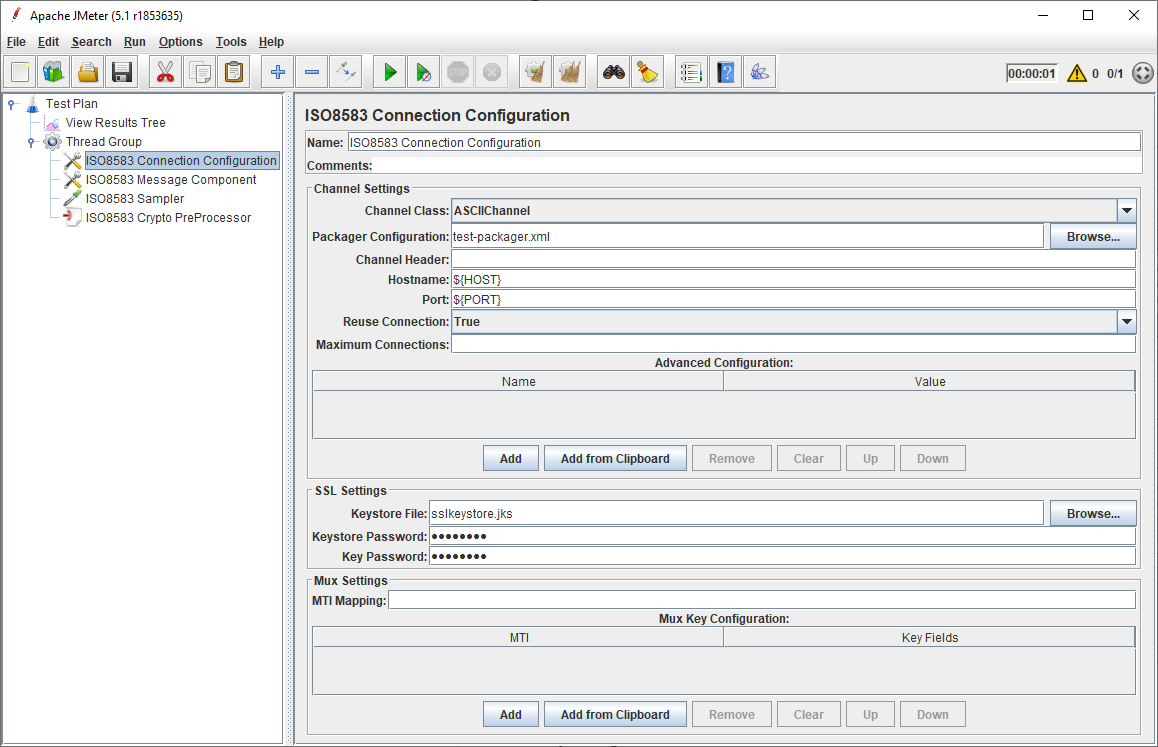 Apache JMeter (5.1 r1853635)
File Edit Search Run Options Tools Help
STOP
00:00:01 0 0/1
Test Plan
View Results Tree
Thread Group
ISO8583 Connection Configuration
ISO8583 Message Component
ISO8583 Sampler
ISO8583 Crypto PreProcessor
ISO8583 Connection Configuration
Name: ISO8583 Connection Configuration
Comments:
Channel Settings
Channel Class: ASCIIChannel
Packager Configuration: test-packager.xml Browse...
Channel Header:
Hostname: ${HOST}
Port: ${PORT}
Reuse Connection: True
Maximum Connections:
Advanced Configuration:
Name Value
Add Add from Clipboard Remove Clear Up Down
SSL Settings
Keystore File: sslkeystore.jks Browse...
Keystore Password: ●●●●●●●●
Key Password: ●●●●●●●●
Mux Settings
MTI Mapping:
Mux Key Configuration:
MTI Key Fields
Add Add from Clipboard Remove Clear Up Down